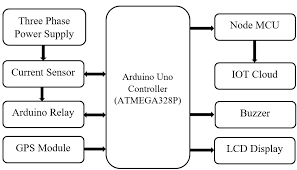 Three Phase
Power Supply
Current Sensor
Arduino Relay
GPS Module
Arduino Uno
Controller
(ATMEGA328P)
Node MCU
IOT Cloud
Buzzer
LCD Display